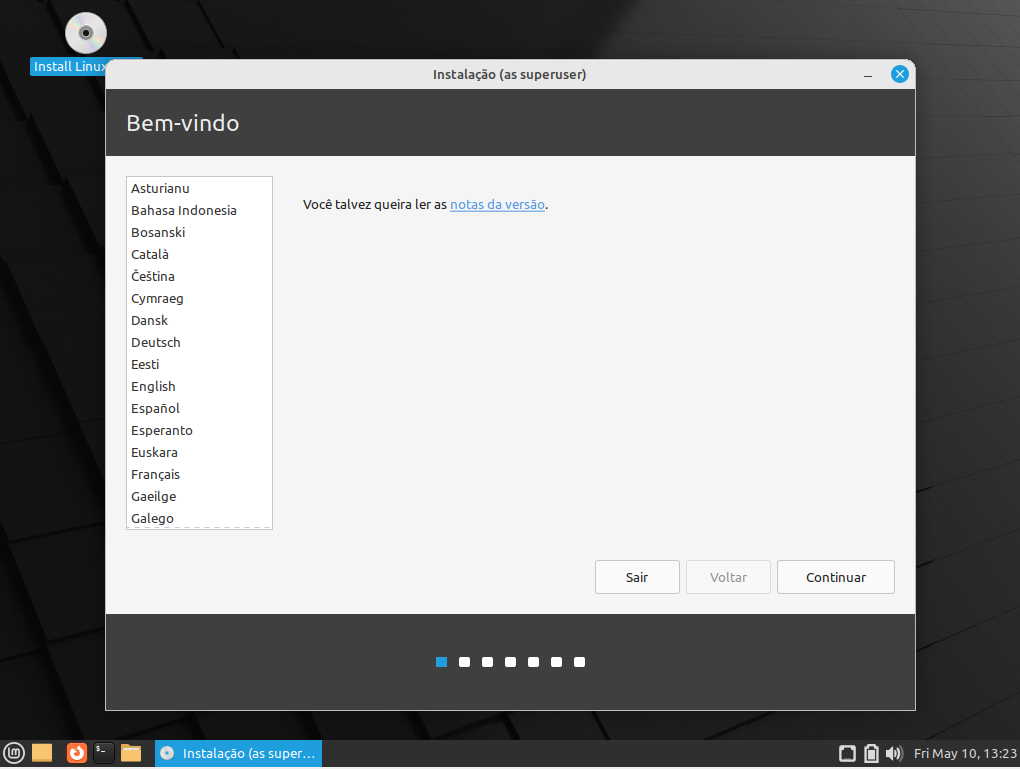 Install Linux
Instalação (as superuser)
Bem-vindo
Asturianu
Bahasa Indonesia
Bosanski
Català
Čeština
Cymraeg
Dansk
Deutsch
Eesti
English
Español
Esperanto
Euskara
Français
Gaeilge
Galego
Você talvez queira ler as notas da versão.
Sair
Voltar
Continuar
Instalação (as super...
Fri May 10, 13:23